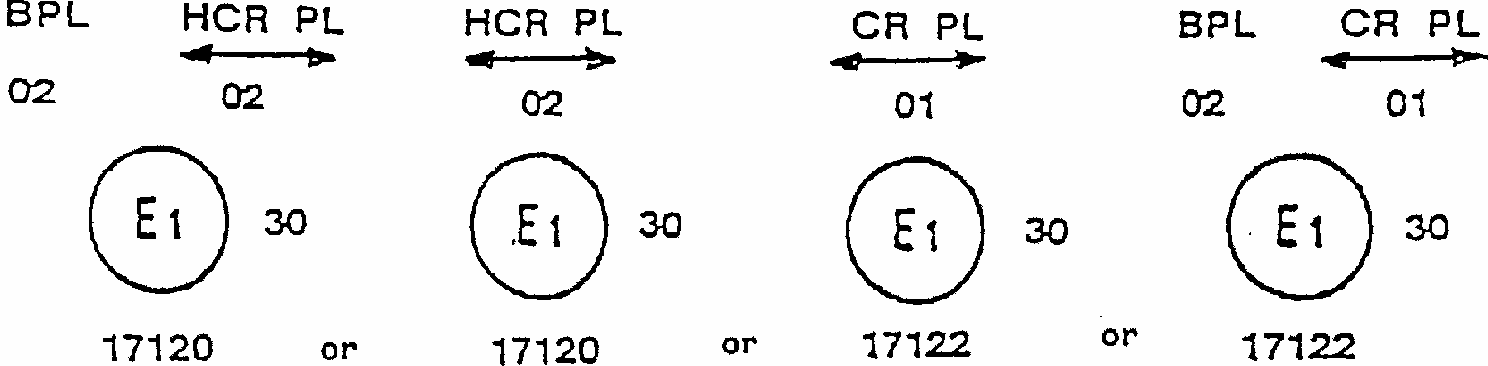 BPL HCR PL HCR PL CR PL BPL CR PL
02 02 02 01 02 01
E1 30 E1 30 E1 30 E1 30
17120 or 17120 or 17122 or 17122